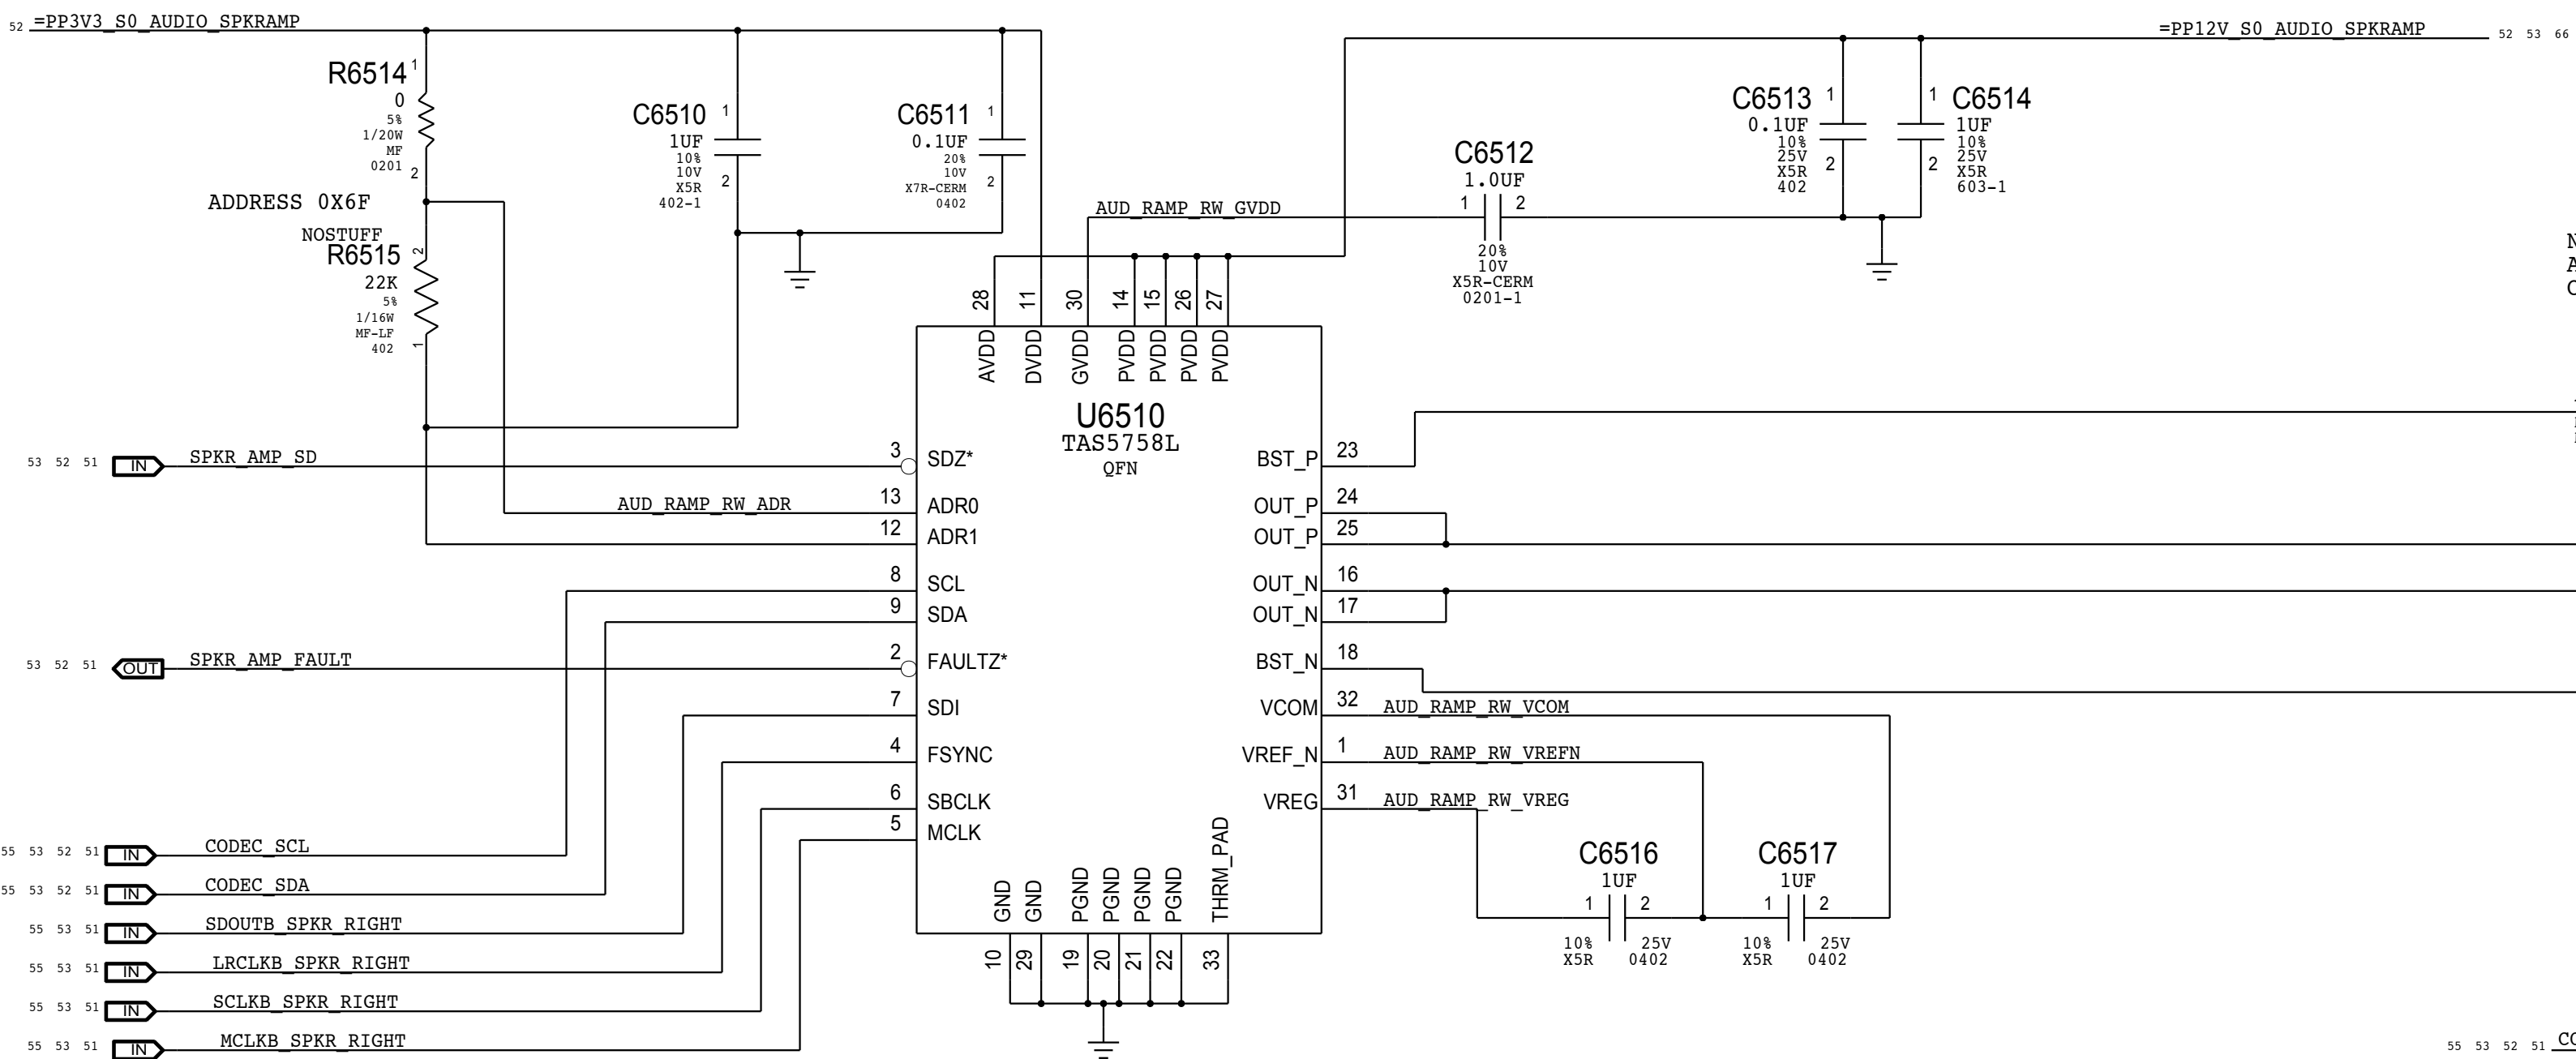 52 =PP3V3_S0_AUDIO_SPKRAMP
=PP12V_S0_AUDIO_SPKRAMP 52 53 66
R6514 1
0
5%
1/20W
MF
0201 2
C6510 1
1UF
10%
10V
X5R 2
402-1
C6511 1
0.1UF
20%
10V
X7R-CERM 2
0402
C6512
1.0UF
1 2
20%
10V
X5R-CERM
0201-1
C6513 1
0.1UF
10%
25V
X5R 2
402
1 C6514
1UF
10%
25V
2 X5R
603-1
ADDRESS 0X6F
NOSTUFF
R6515 2
22K
5%
1/16W
MF-LF
402 1
AUD_RAMP_RW_GVDD
28 11 30 14 15 26 27
AVDD DVDD GVDD PVDD PVDD PVDD PVDD
U6510
TAS5758L
QFN
53 52 51 IN SPKR_AMP_SD 3 SDZ*
AUD_RAMP_RW_ADR 13 ADR0
12 ADR1
8 SCL
9 SDA
53 52 51 OUT SPKR_AMP_FAULT 2 FAULTZ*
7 SDI
4 FSYNC
6 SBCLK
5 MCLK
BST_P 23
OUT_P 24
OUT_P 25
OUT_N 16
OUT_N 17
BST_N 18
VCOM 32 AUD_RAMP_RW_VCOM
VREF_N 1 AUD_RAMP_RW_VREFN
VREG 31 AUD_RAMP_RW_VREG
GND GND PGND PGND PGND PGND THRM_PAD
10 29 19 20 21 22 33
55 53 52 51 IN CODEC_SCL
55 53 52 51 IN CODEC_SDA
55 53 51 IN SDOUTB_SPKR_RIGHT
55 53 51 IN LRCLKB_SPKR_RIGHT
55 53 51 IN SCLKB_SPKR_RIGHT
55 53 51 IN MCLKB_SPKR_RIGHT
C6516
1UF
1 2
10% 25V
X5R 0402
C6517
1UF
1 2
10% 25V
X5R 0402
55 53 52 51